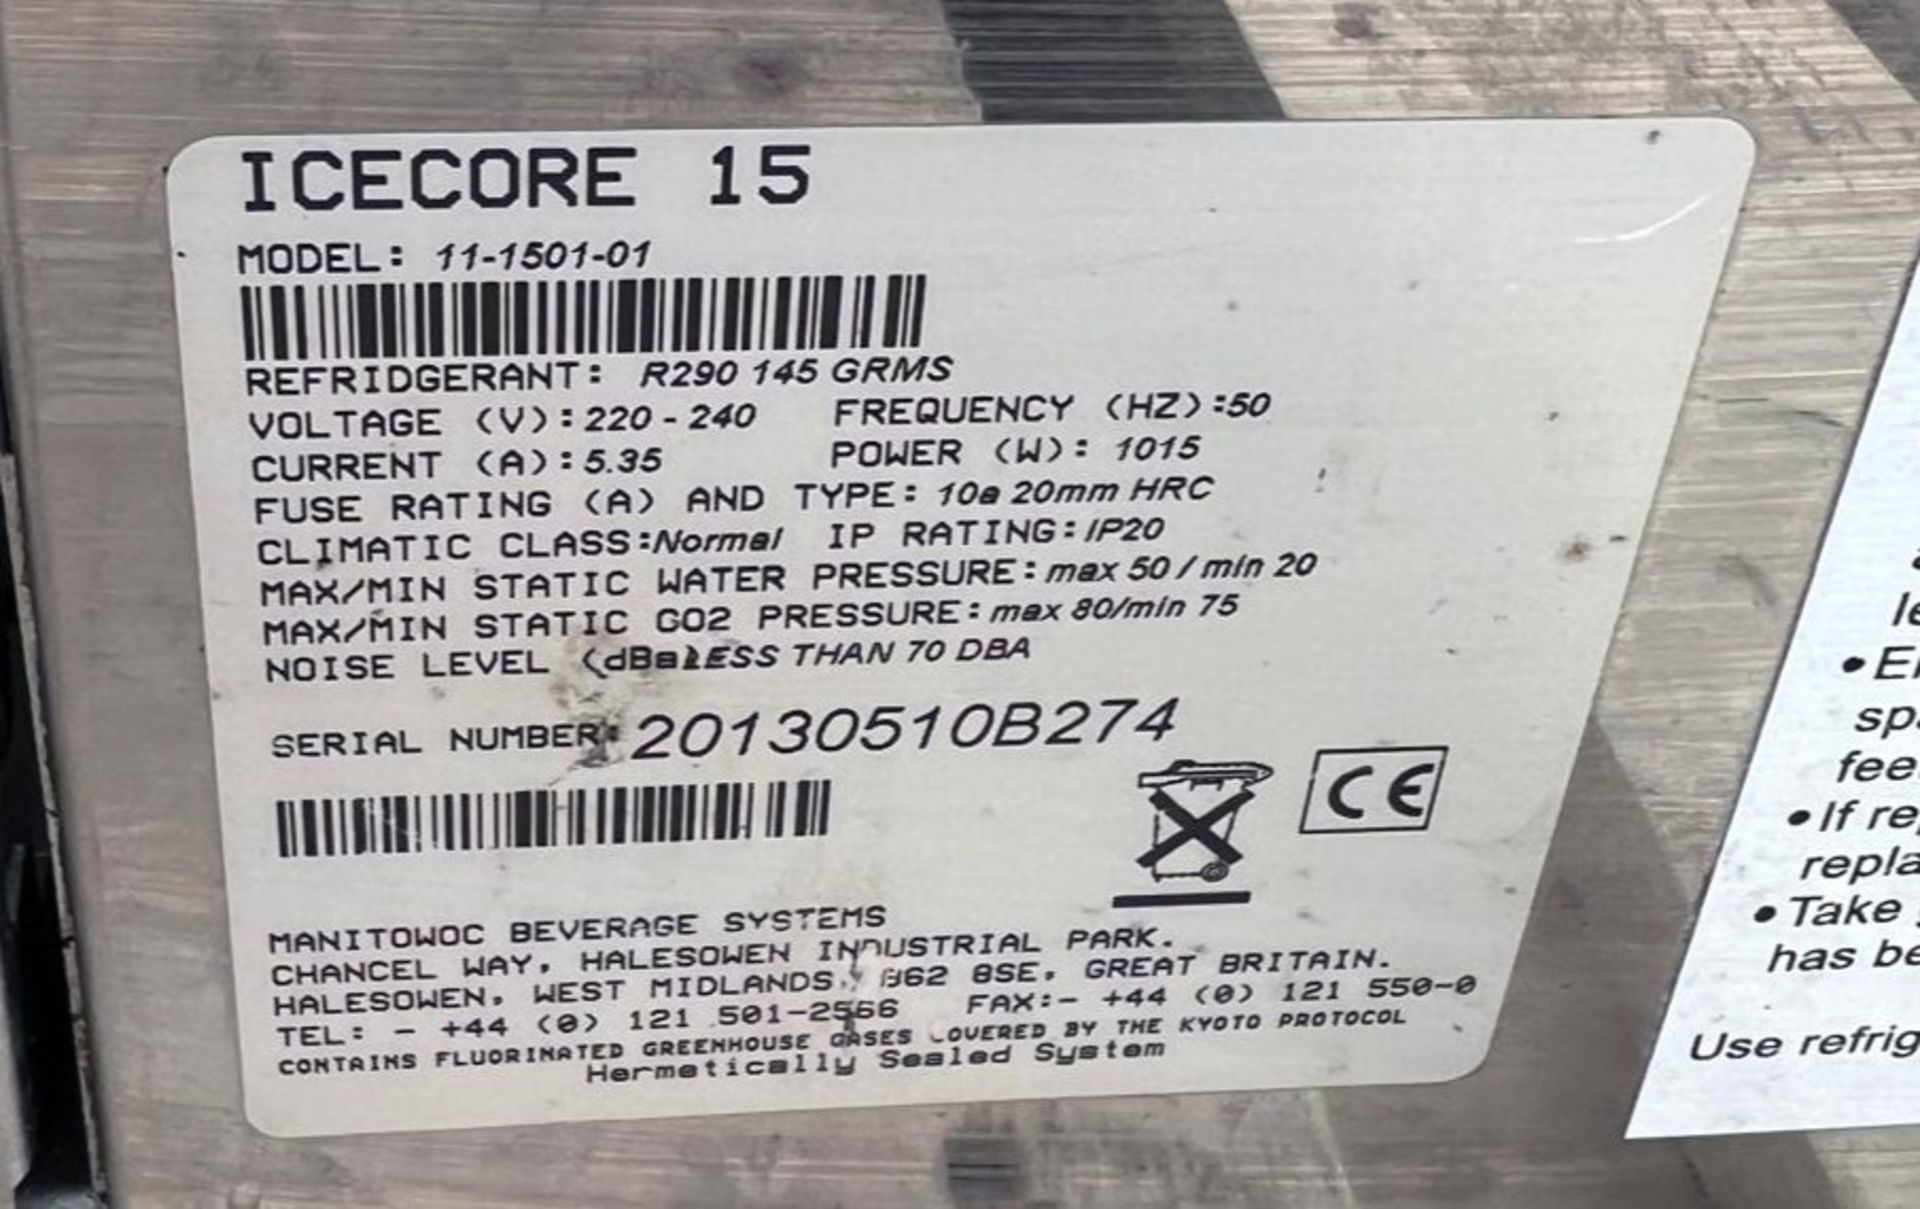 ICECORE 15
MODEL: 11-1501-01
REFRIDGERANT: R290 145 GRMS
VOLTAGE (V): 220 - 240 FREQUENCY (HZ):50
CURRENT (A): 5.35 POWER (W): 1015
FUSE RATING (A) AND TYPE: 10a 20mm HRC
CLIMATIC CLASS:Normal IP RATING: IP20
MAX/MIN STATIC WATER PRESSURE: max 50 / min 20
MAX/MIN STATIC CO2 PRESSURE: max 80/min 75
NOISE LEVEL (dBa LESS THAN 70 DBA
SERIAL NUMBER: 20130510B274
CE
MANITOWOC BEVERAGE SYSTEMS
CHANCEL WAY, HALESOWEN INDUSTRIAL PARK.
HALESOWEN, WEST MIDLANDS, B62 8SE, GREAT BRITAIN.
TEL: - +44 (0) 121 501-2566 FAX:- +44 (0) 121 550-0
CONTAINS FLUORINATED GREENHOUSE GASES COVERED BY THE KYOTO PROTOCOL
Hermetically Sealed System
le
• E
sp
fee
• If re
repla
• Take
has be
Use refrig